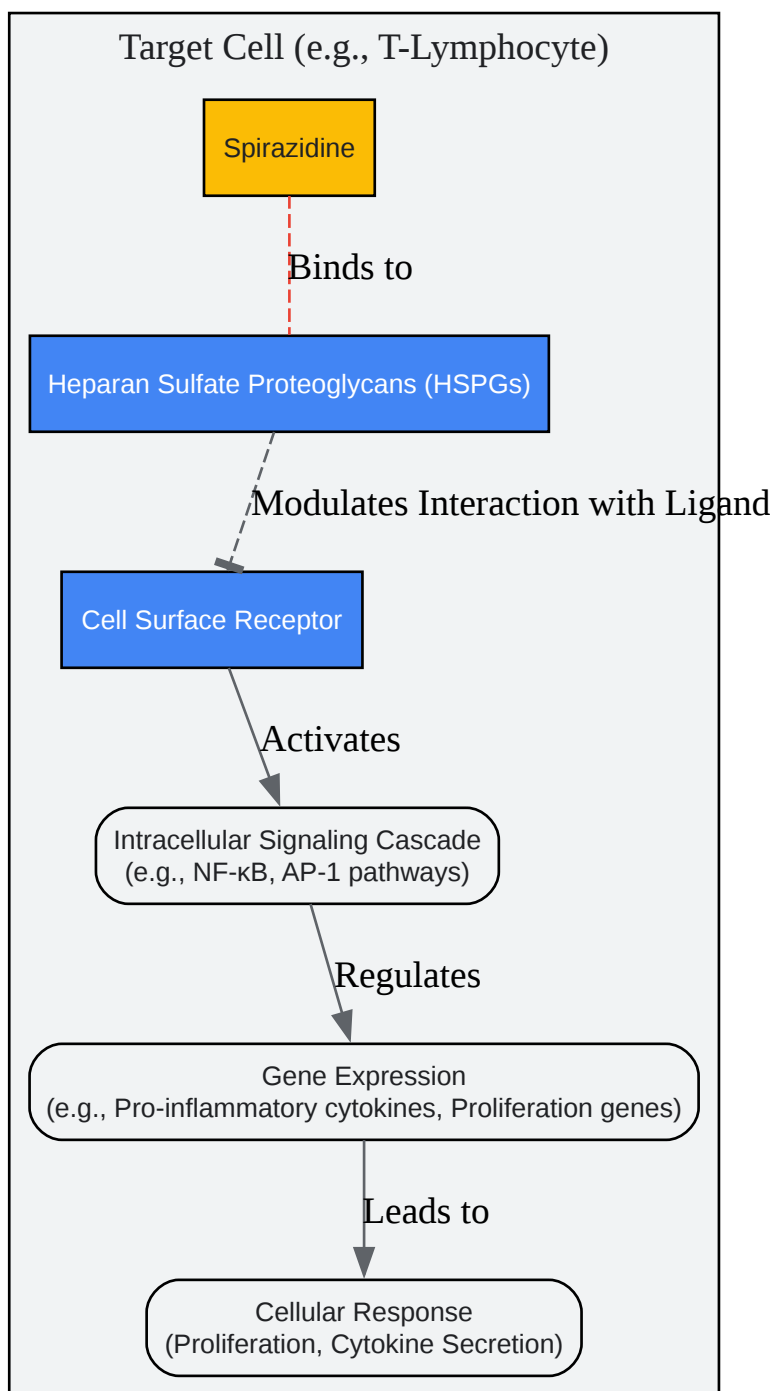 Target Cell (e.g., T-Lymphocyte)
Spirazidine
Binds to
Heparan Sulfate Proteoglycans (HSPGs)
Modulates Interaction with Ligand
Cell Surface Receptor
Activates
Intracellular Signaling Cascade
(e.g., NF-κB, AP-1 pathways)
Regulates
Gene Expression
(e.g., Pro-inflammatory cytokines, Proliferation genes)
Leads to
Cellular Response
(Proliferation, Cytokine Secretion)